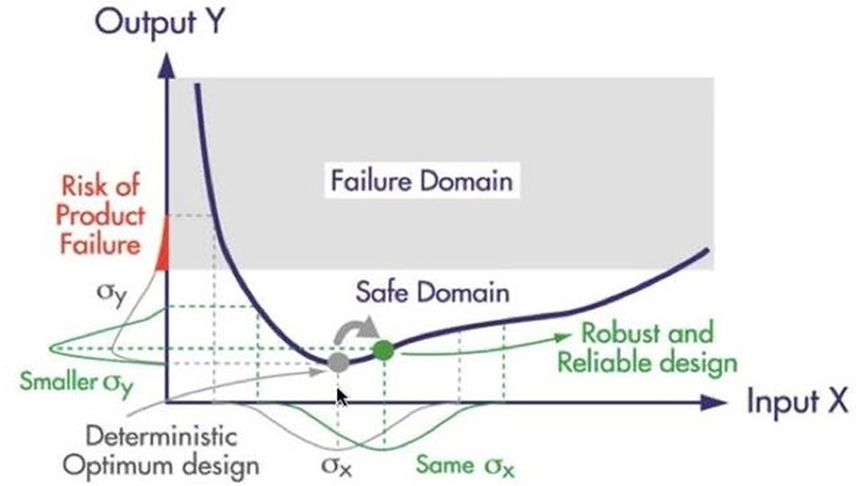 Output Y
Failure Domain
Risk of
Product
Failure
σy
Safe Domain
Robust and
Reliable design
Smaller σy
Input X
Deterministic
Optimum design
σx
Same σx